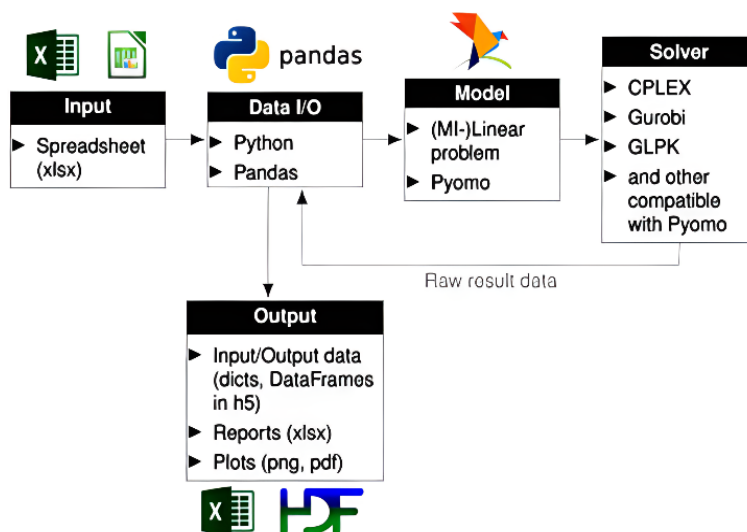 pandas
Input
Spreadsheet
(xlsx)
Data I/O
Python
Pandas
Model
(MI-)Linear
problem
Pyomo
Solver
CPLEX
Gurobi
GLPK
and other
compatible
with Pyomo
Raw rosult data
Output
Input/Output data
(dicts, DataFrames
in h5)
Reports (xlsx)
Plots (png, pdf)
X
X
HDF